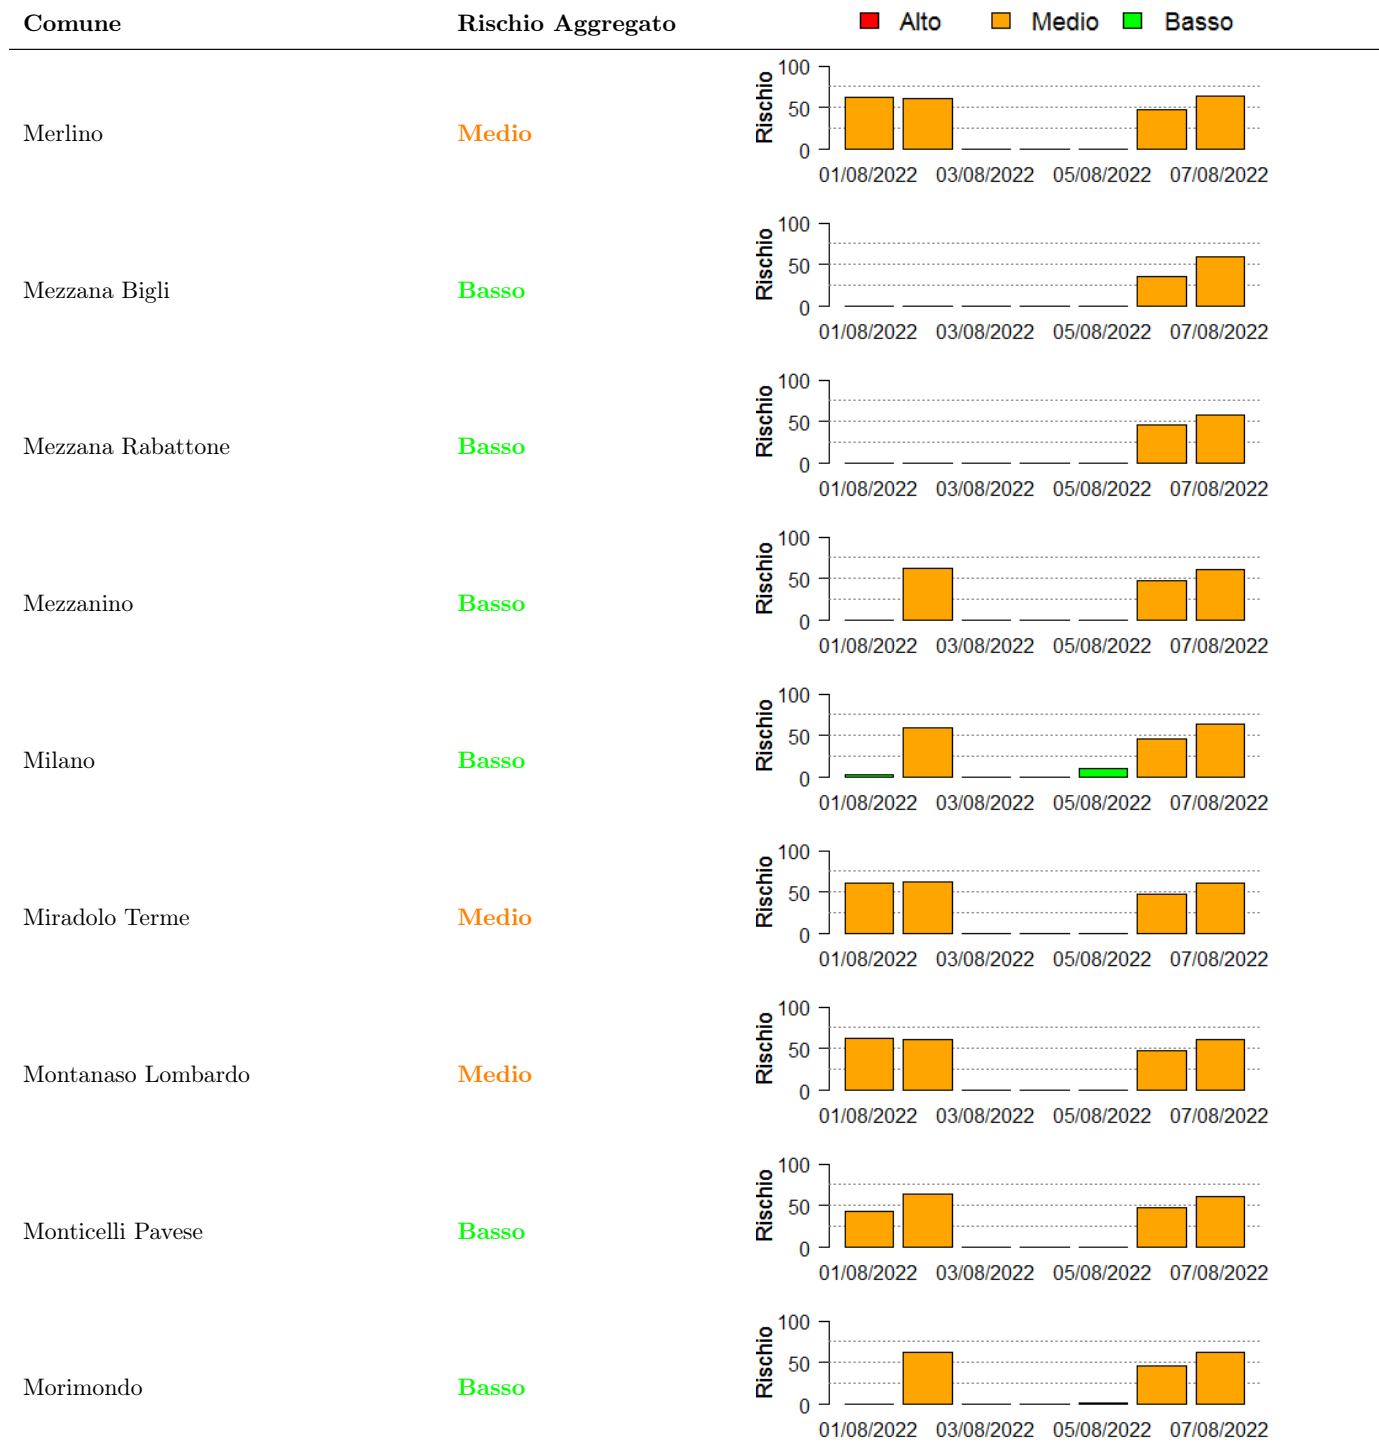 Comune Rischio Aggregato Alto Medio Basso
100
50
0
Rischio
Merlino Medio
01/08/2022 03/08/2022 05/08/2022 07/08/2022
100
50
0
Rischio
Mezzana Bigli Basso
01/08/2022 03/08/2022 05/08/2022 07/08/2022
100
50
0
Rischio
Mezzana Rabattone Basso
01/08/2022 03/08/2022 05/08/2022 07/08/2022
100
50
0
Rischio
Mezzanino Basso
01/08/2022 03/08/2022 05/08/2022 07/08/2022
100
50
0
Rischio
Milano Basso
01/08/2022 03/08/2022 05/08/2022 07/08/2022
100
50
0
Rischio
Miradolo Terme Medio
01/08/2022 03/08/2022 05/08/2022 07/08/2022
100
50
0
Rischio
Montanaso Lombardo Medio
01/08/2022 03/08/2022 05/08/2022 07/08/2022
100
50
0
Rischio
Monticelli Pavese Basso
01/08/2022 03/08/2022 05/08/2022 07/08/2022
100
50
0
Rischio
Morimondo Basso
01/08/2022 03/08/2022 05/08/2022 07/08/2022